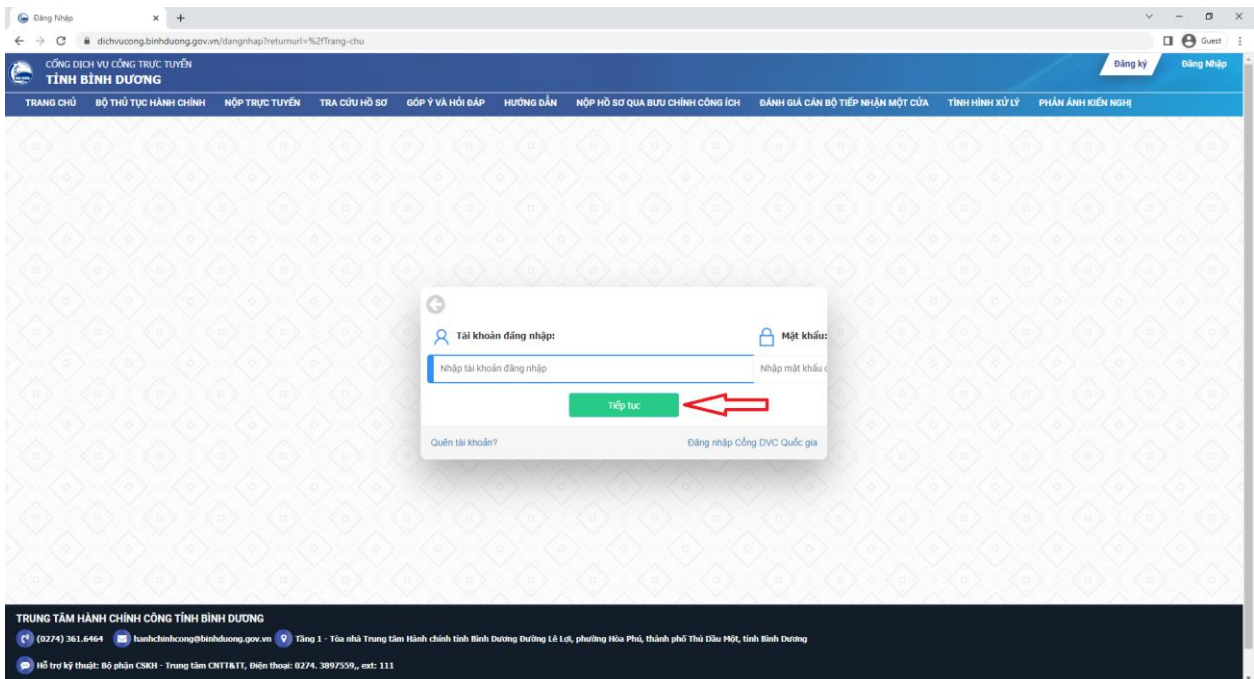 Đăng Nhập
dichvucong.binhduong.gov.vn/dangnhap?returnurl=%2fTrang-chu
Guest
CỔNG DỊCH VỤ CÔNG TRỰC TUYẾN
TỈNH BÌNH DƯƠNG
Đăng ký
Đăng Nhập
TRANG CHỦ BỘ THỦ TỤC HÀNH CHÍNH NỘP TRỰC TUYẾN TRA CỨU HỒ SƠ GÓP Ý VÀ HỎI ĐÁP HƯỚNG DẪN NỘP HỒ SƠ QUA BƯU CHÍNH CÔNG ÍCH ĐÁNH GIÁ CÁN BỘ TIẾP NHẬN MỘT CỬA TÌNH HÌNH XỬ LÝ PHẢN ÁNH KIẾN NGHỊ
Tài khoản đăng nhập: Mật khẩu:
Nhập tài khoản đăng nhập Nhập mật khẩu
Tiếp tục
Quên tài khoản? Đăng nhập Cổng DVC Quốc gia
TRUNG TÂM HÀNH CHÍNH CÔNG TỈNH BÌNH DƯƠNG
(0274) 361.6464 hanhchinhcong@binhduong.gov.vn Tầng 1 - Tòa nhà Trung tâm Hành chính tỉnh Bình Dương Đường Lê Lợi, phường Hòa Phú, thành phố Thủ Dầu Một, tỉnh Bình Dương
Hỗ trợ kỹ thuật: Bộ phận CSKH - Trung tâm CNTT&TT, Điện thoại: 0274. 3897559,, ext: 111